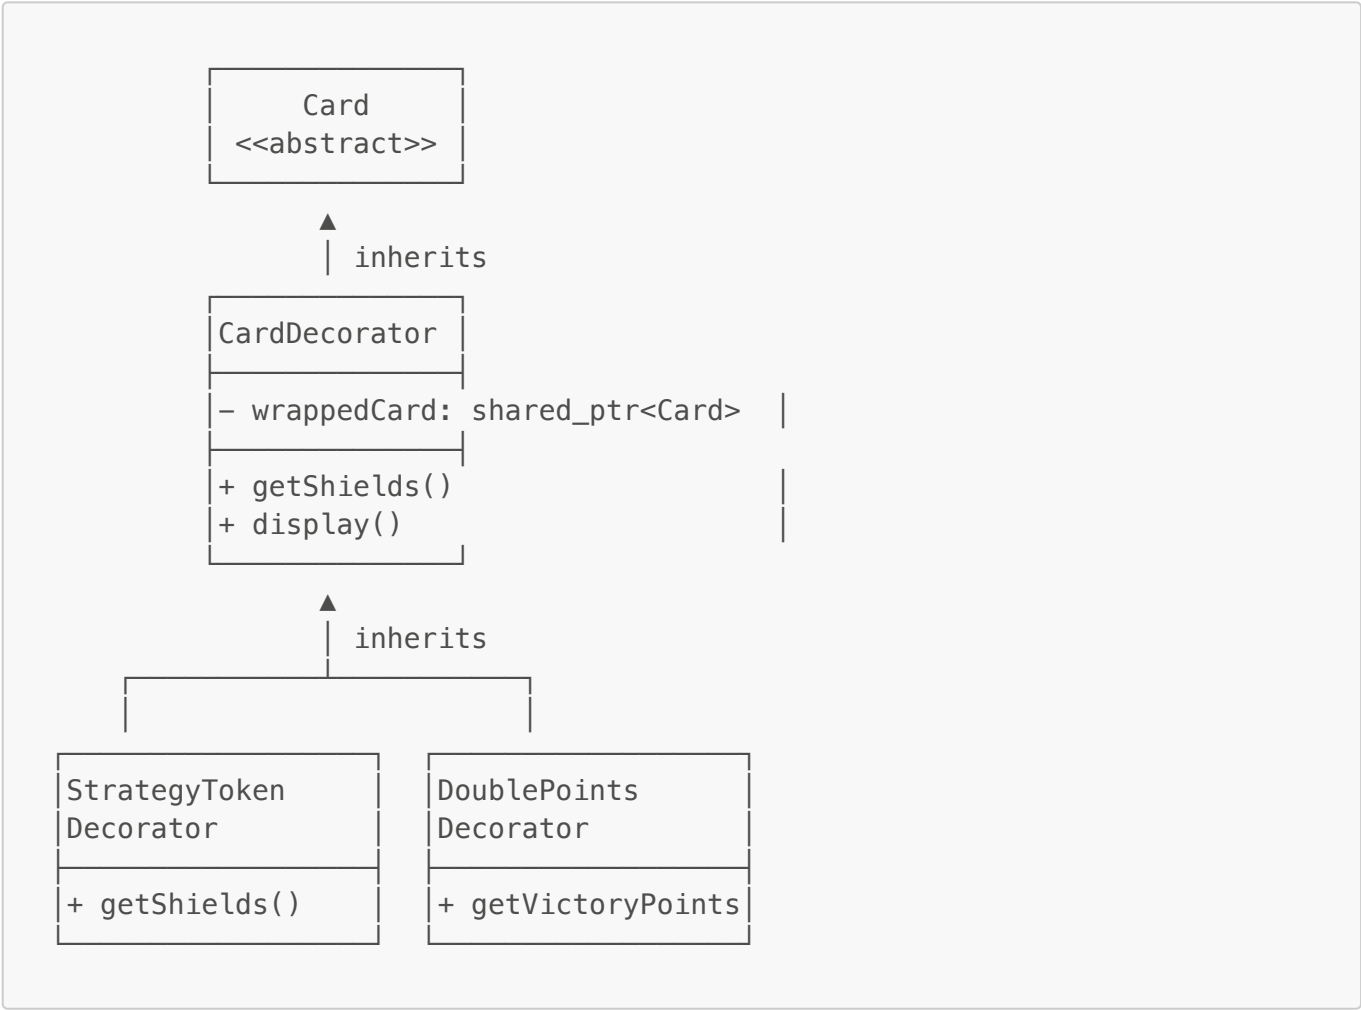 Card
<<abstract>>
inherits
CardDecorator
- wrappedCard: shared_ptr<Card>
+ getShields()
+ display()
inherits
StrategyToken
Decorator
+ getShields()
DoublePoints
Decorator
+ getVictoryPoints